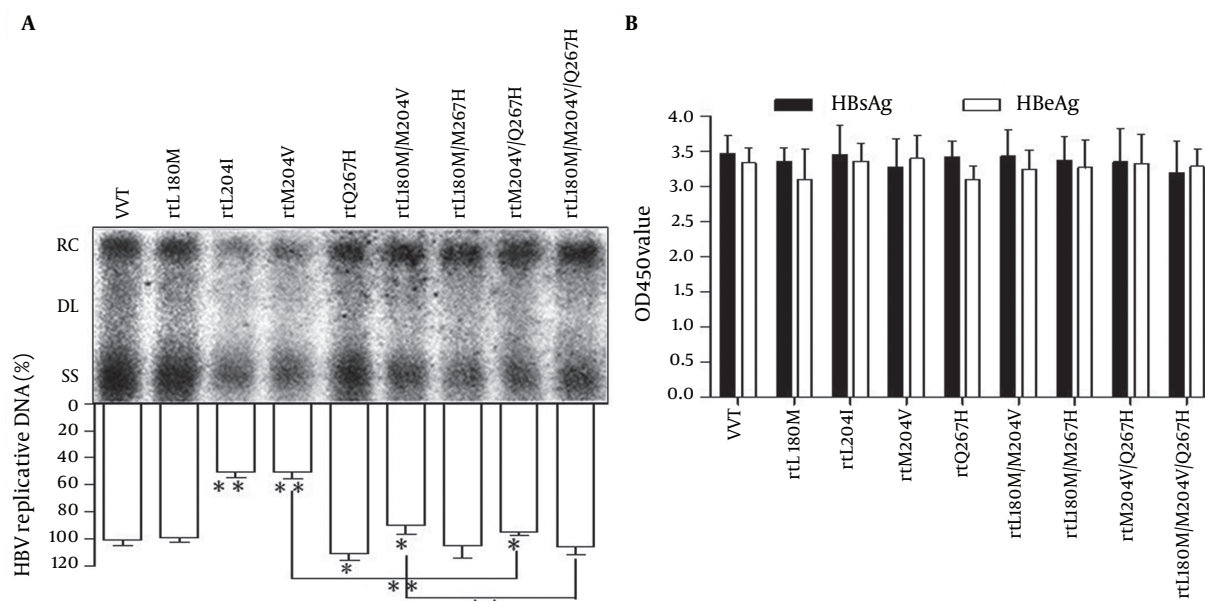 A
VVT
rtL180M
rtL204I
rtM204V
rtQ267H
rtL180M/M204V
rtL180M/M267H
rtM204V/Q267H
rtL180M/M204V/Q267H
RC
DL
SS
HBV replicative DNA (%)
0
20
40
60
80
100
120
**
**
*
*
*
**
B
HBsAg
HBeAg
OD450value
4.0
3.5
3.0
2.5
2.0
1.5
1.0
0.5
0.0
VVT
rtL180M
rtL204I
rtM204V
rtQ267H
rtL180M/M204V
rtL180M/M267H
rtM204V/Q267H
rtL180M/M204V/Q267H